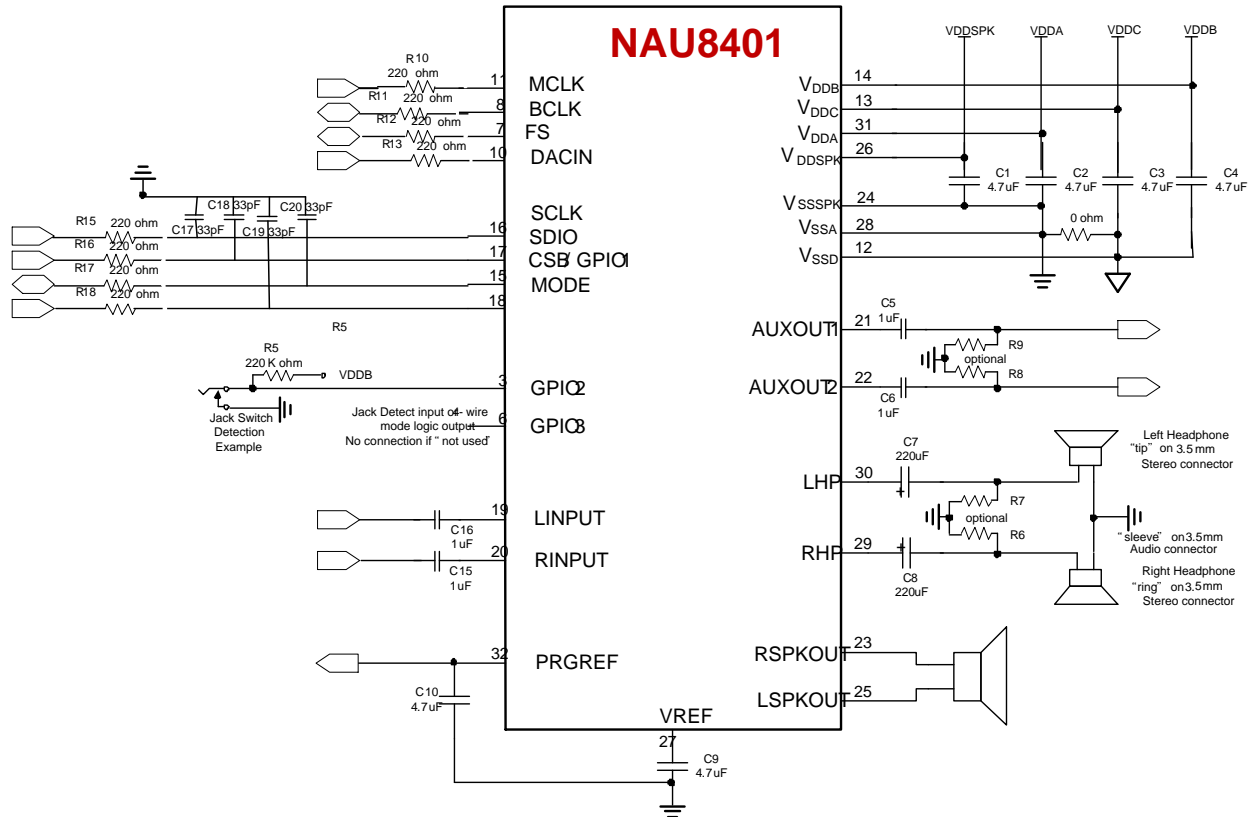 NAU8401
VDDSPK
VDDA
VDDC
VDDB
R10
220 ohm
11
MCLK
R11
220 ohm
8
BCLK
R12
220 ohm
7
FS
R13
220 ohm
10
DACIN
14
VDDB
13
VDDC
31
VDDA
26
VDDSPK
C1
4.7uF
C2
4.7uF
C3
4.7uF
C4
4.7uF
24
VSSSPK
28
VSSA
0 ohm
12
VSSD
C18 33pF
C20 33pF
C17 33pF
C19 33pF
SCLK
R15
220 ohm
16
SDIO
R16
220 ohm
17
CSB/ GPIO1
R17
220 ohm
15
MODE
R18
220 ohm
18
R5
R5
220 K ohm
VDDB
3
GPIO2
Jack Switch
Detection
Example
Jack Detect input or 4- wire
mode logic output
No connection if “ not used”
6
GPIO3
AUXOUT1
21
C5
1uF
R9
optional
R8
AUXOUT2
22
C6
1uF
LHP
30
C7
220uF
+
R7
optional
R6
RHP
29
+
C8
220uF
Left Headphone
“tip” on 3.5mm
Stereo connector
“sleeve” on 3.5mm
Audio connector
Right Headphone
“ring” on 3.5mm
Stereo connector
19
LINPUT
C16
1uF
20
RINPUT
C15
1uF
32
PRGREF
C10
4.7uF
RSPKOUT
23
LSPKOUT
25
VREF
27
C9
4.7uF